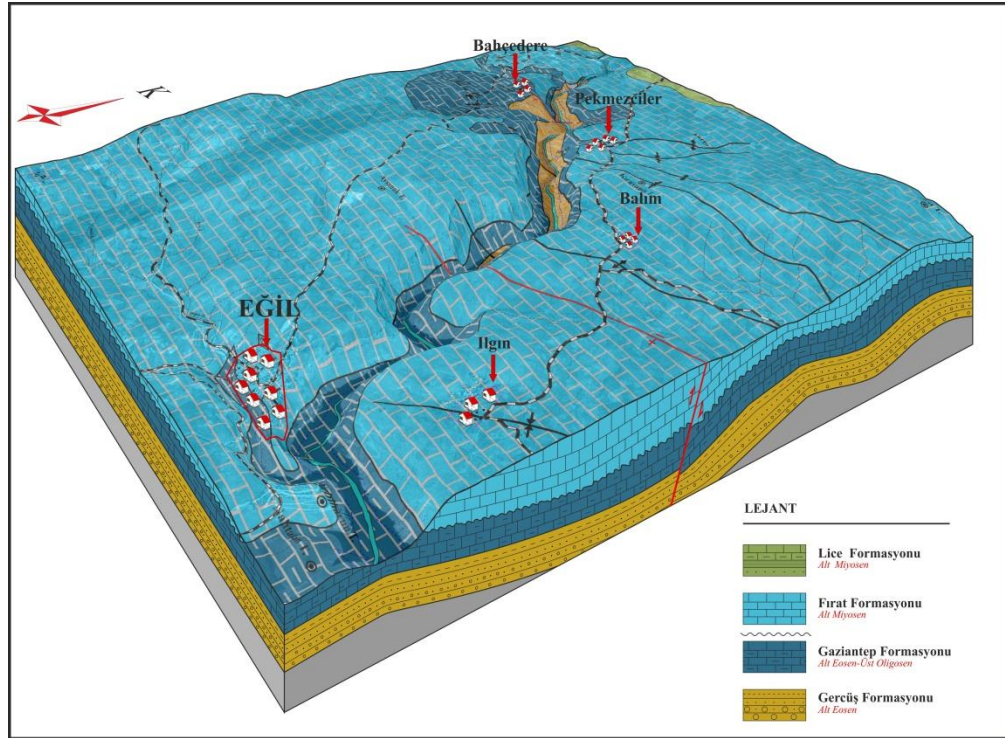 Bahçedere
K
Pekmezciler
Balım
EĞİL
Ilgın
LEJANT
Lice Formasyonu
Alt Miyosen
Fırat Formasyonu
Alt Miyosen
Gaziantep Formasyonu
Alt Eosen-Üst Oligosen
Gercüş Formasyonu
Alt Eosen